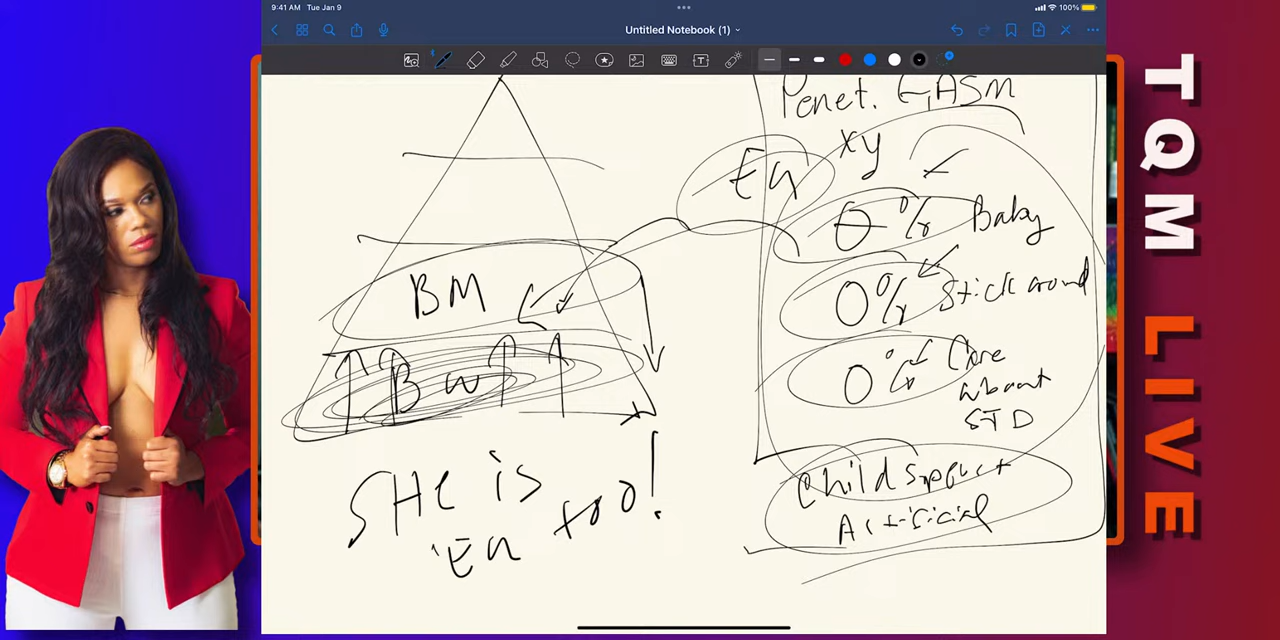 9:41 AM Tue Jan 9
100%
Untitled Notebook (1)
Penet.
xy
BM
BW
SHE is
too!
0% Baby
0% Stick around
0% Care
about
STD
Child Support
Artificial
TQM LIVE